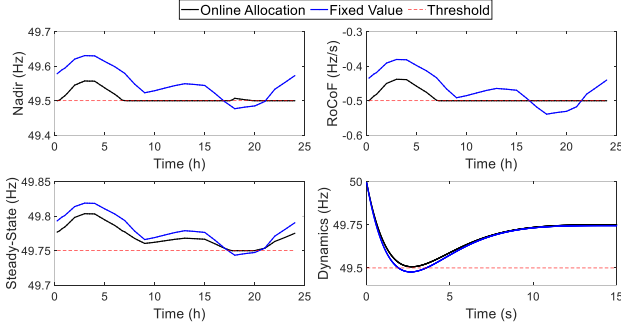 Online Allocation Fixed Value Threshold
49.7
49.6
49.5
49.4
Nadir (Hz)
0 5 10 15 20 25
Time (h)
-0.3
-0.4
-0.5
-0.6
RoCoF (Hz/s)
0 5 10 15 20 25
Time (h)
49.85
49.8
49.75
49.7
Steady-State (Hz)
0 5 10 15 20 25
Time (h)
50
49.75
49.5
Dynamics (Hz)
0 5 10 15
Time (s)